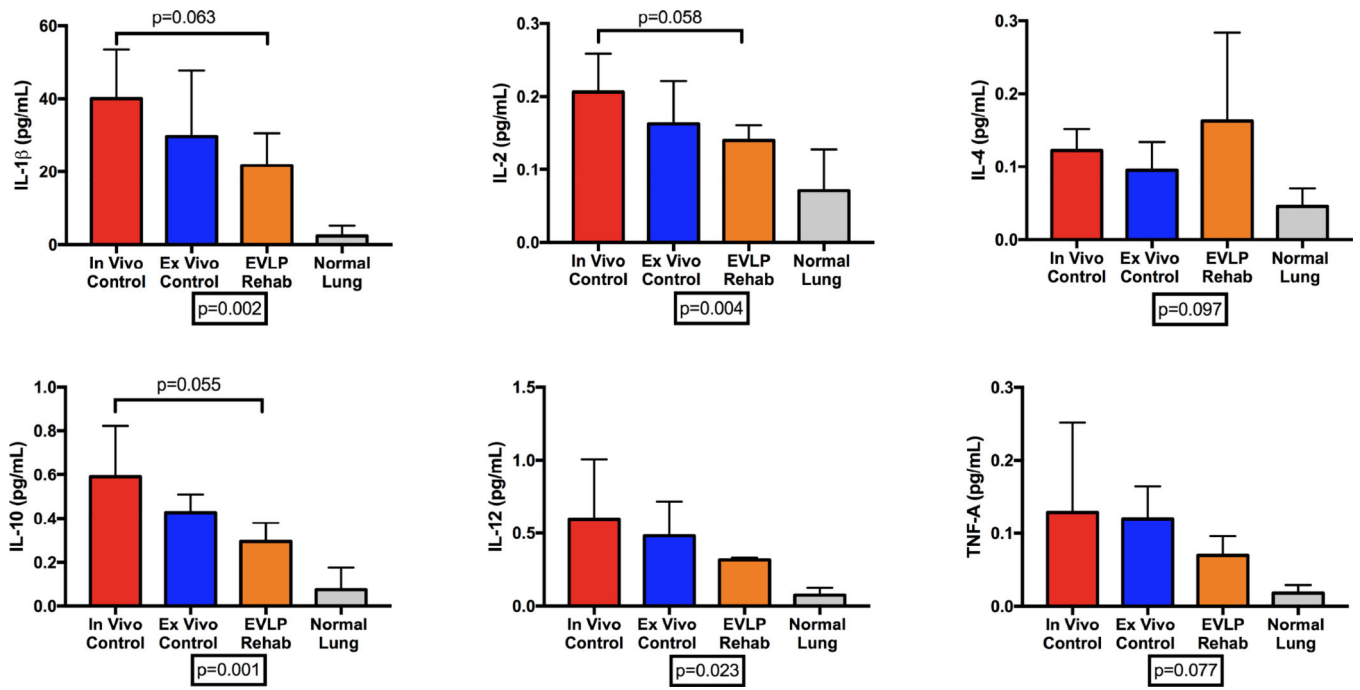 p=0.063
60
40
20
0
IL-1β (pg/mL)
In Vivo Control
Ex Vivo Control
EVLP Rehab
Normal Lung
p=0.002
p=0.058
0.3
0.2
0.1
0.0
IL-2 (pg/mL)
In Vivo Control
Ex Vivo Control
EVLP Rehab
Normal Lung
p=0.004
0.3
0.2
0.1
0.0
IL-4 (pg/mL)
In Vivo Control
Ex Vivo Control
EVLP Rehab
Normal Lung
p=0.097
p=0.055
1.0
0.8
0.6
0.4
0.2
0.0
IL-10 (pg/mL)
In Vivo Control
Ex Vivo Control
EVLP Rehab
Normal Lung
p=0.001
1.5
1.0
0.5
0.0
IL-12 (pg/mL)
In Vivo Control
Ex Vivo Control
EVLP Rehab
Normal Lung
p=0.023
0.3
0.2
0.1
0.0
TNF-A (pg/mL)
In Vivo Control
Ex Vivo Control
EVLP Rehab
Normal Lung
p=0.077